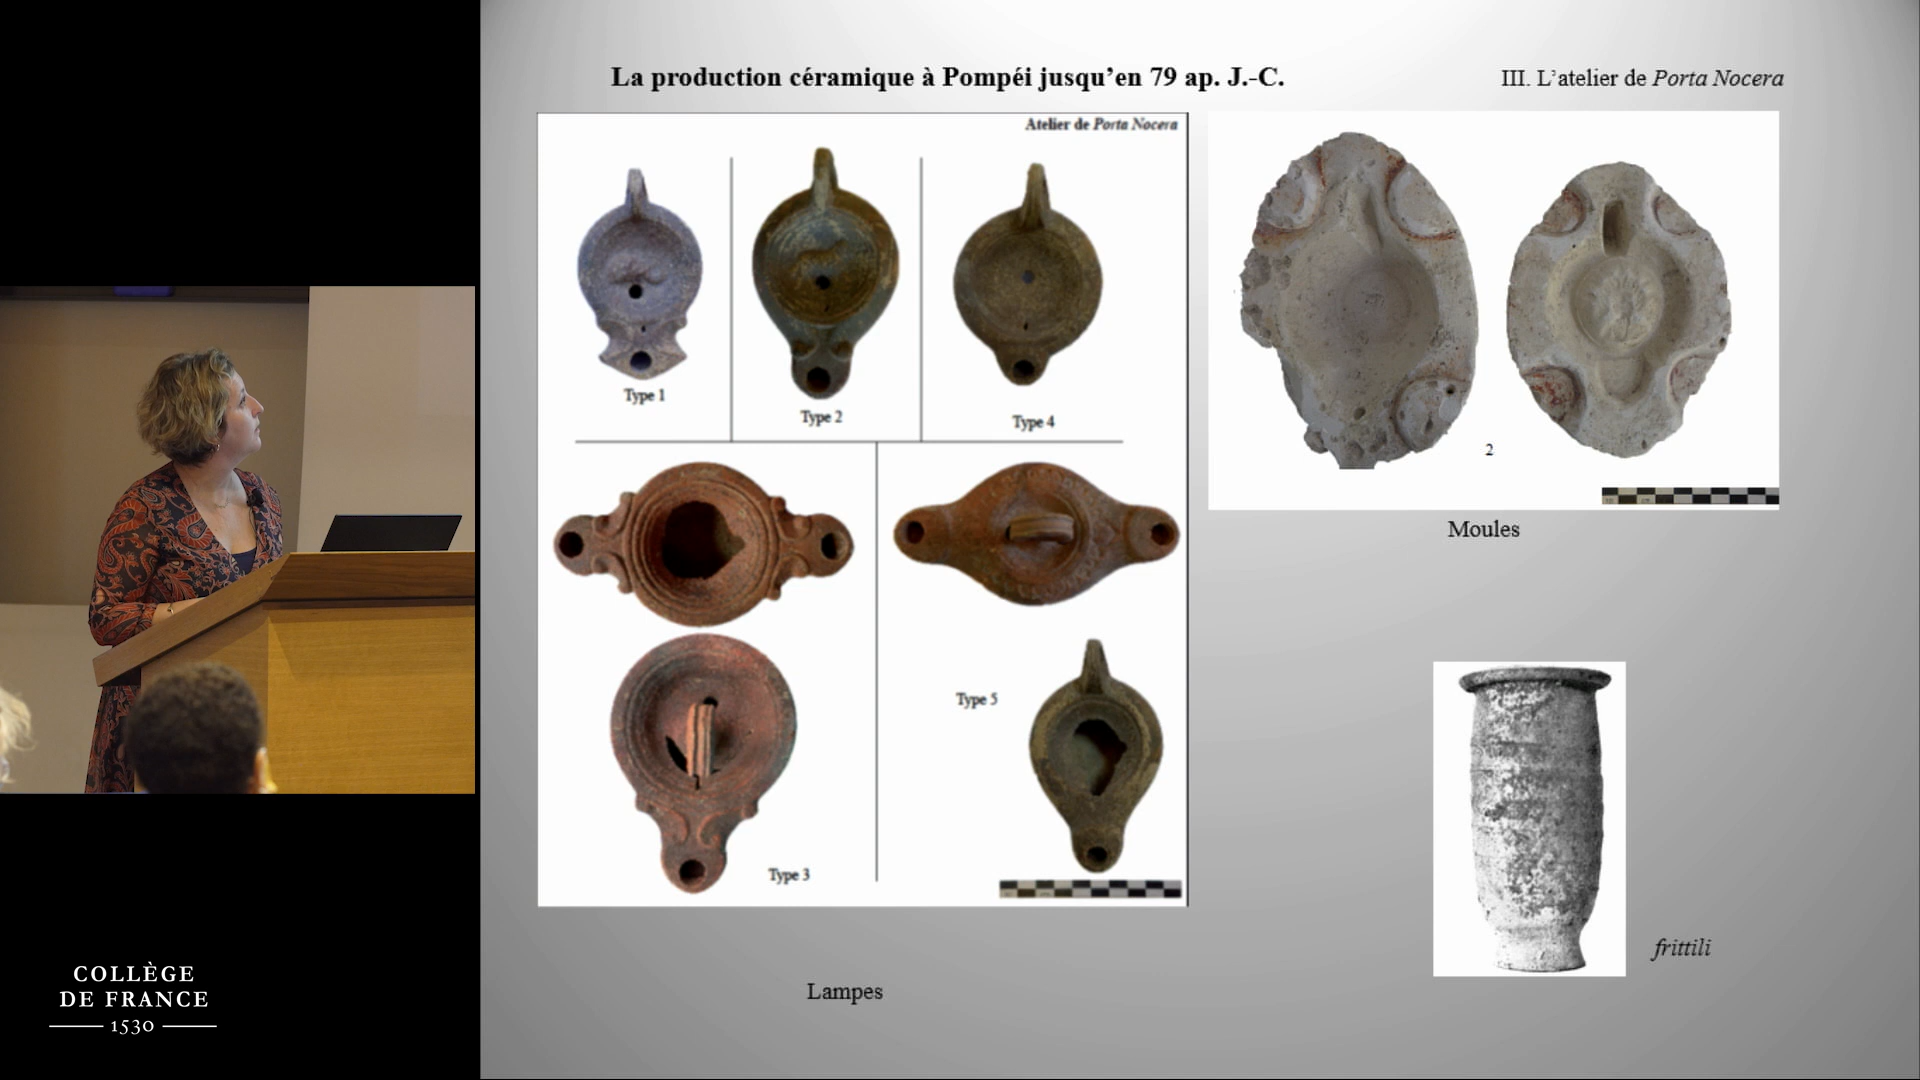 La production céramique à Pompéi jusqu'en 79 ap. J.-C.
III. L'atelier de Porta Nocera
Atelier de Porta Nocera
Type 1
Type 2
Type 4
Type 3
Type 5
Lampes
2
Moules
frittili
COLLÈGE
DE FRANCE
1530